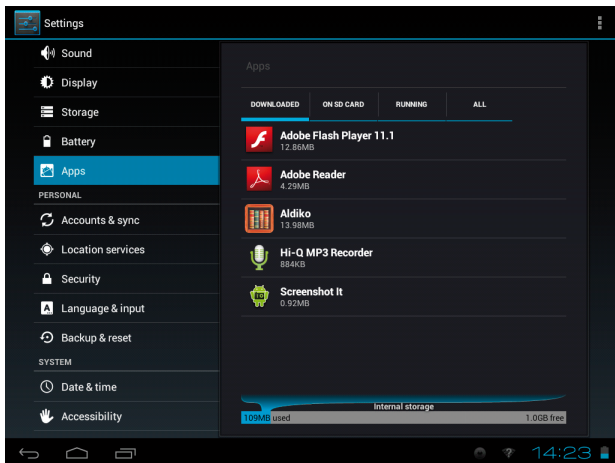 Settings
Sound
Display
Storage
Battery
Apps
PERSONAL
Accounts & sync
Location services
Security
Language & input
Backup & reset
SYSTEM
Date & time
Accessibility
Apps
DOWNLOADED ON SD CARD RUNNING ALL
Adobe Flash Player 11.1
12.86MB
Adobe Reader
4.29MB
Aldiko
13.98MB
Hi-Q MP3 Recorder
884KB
Screenshot It
0.92MB
Internal storage
109MB used 1.0GB free
14:23